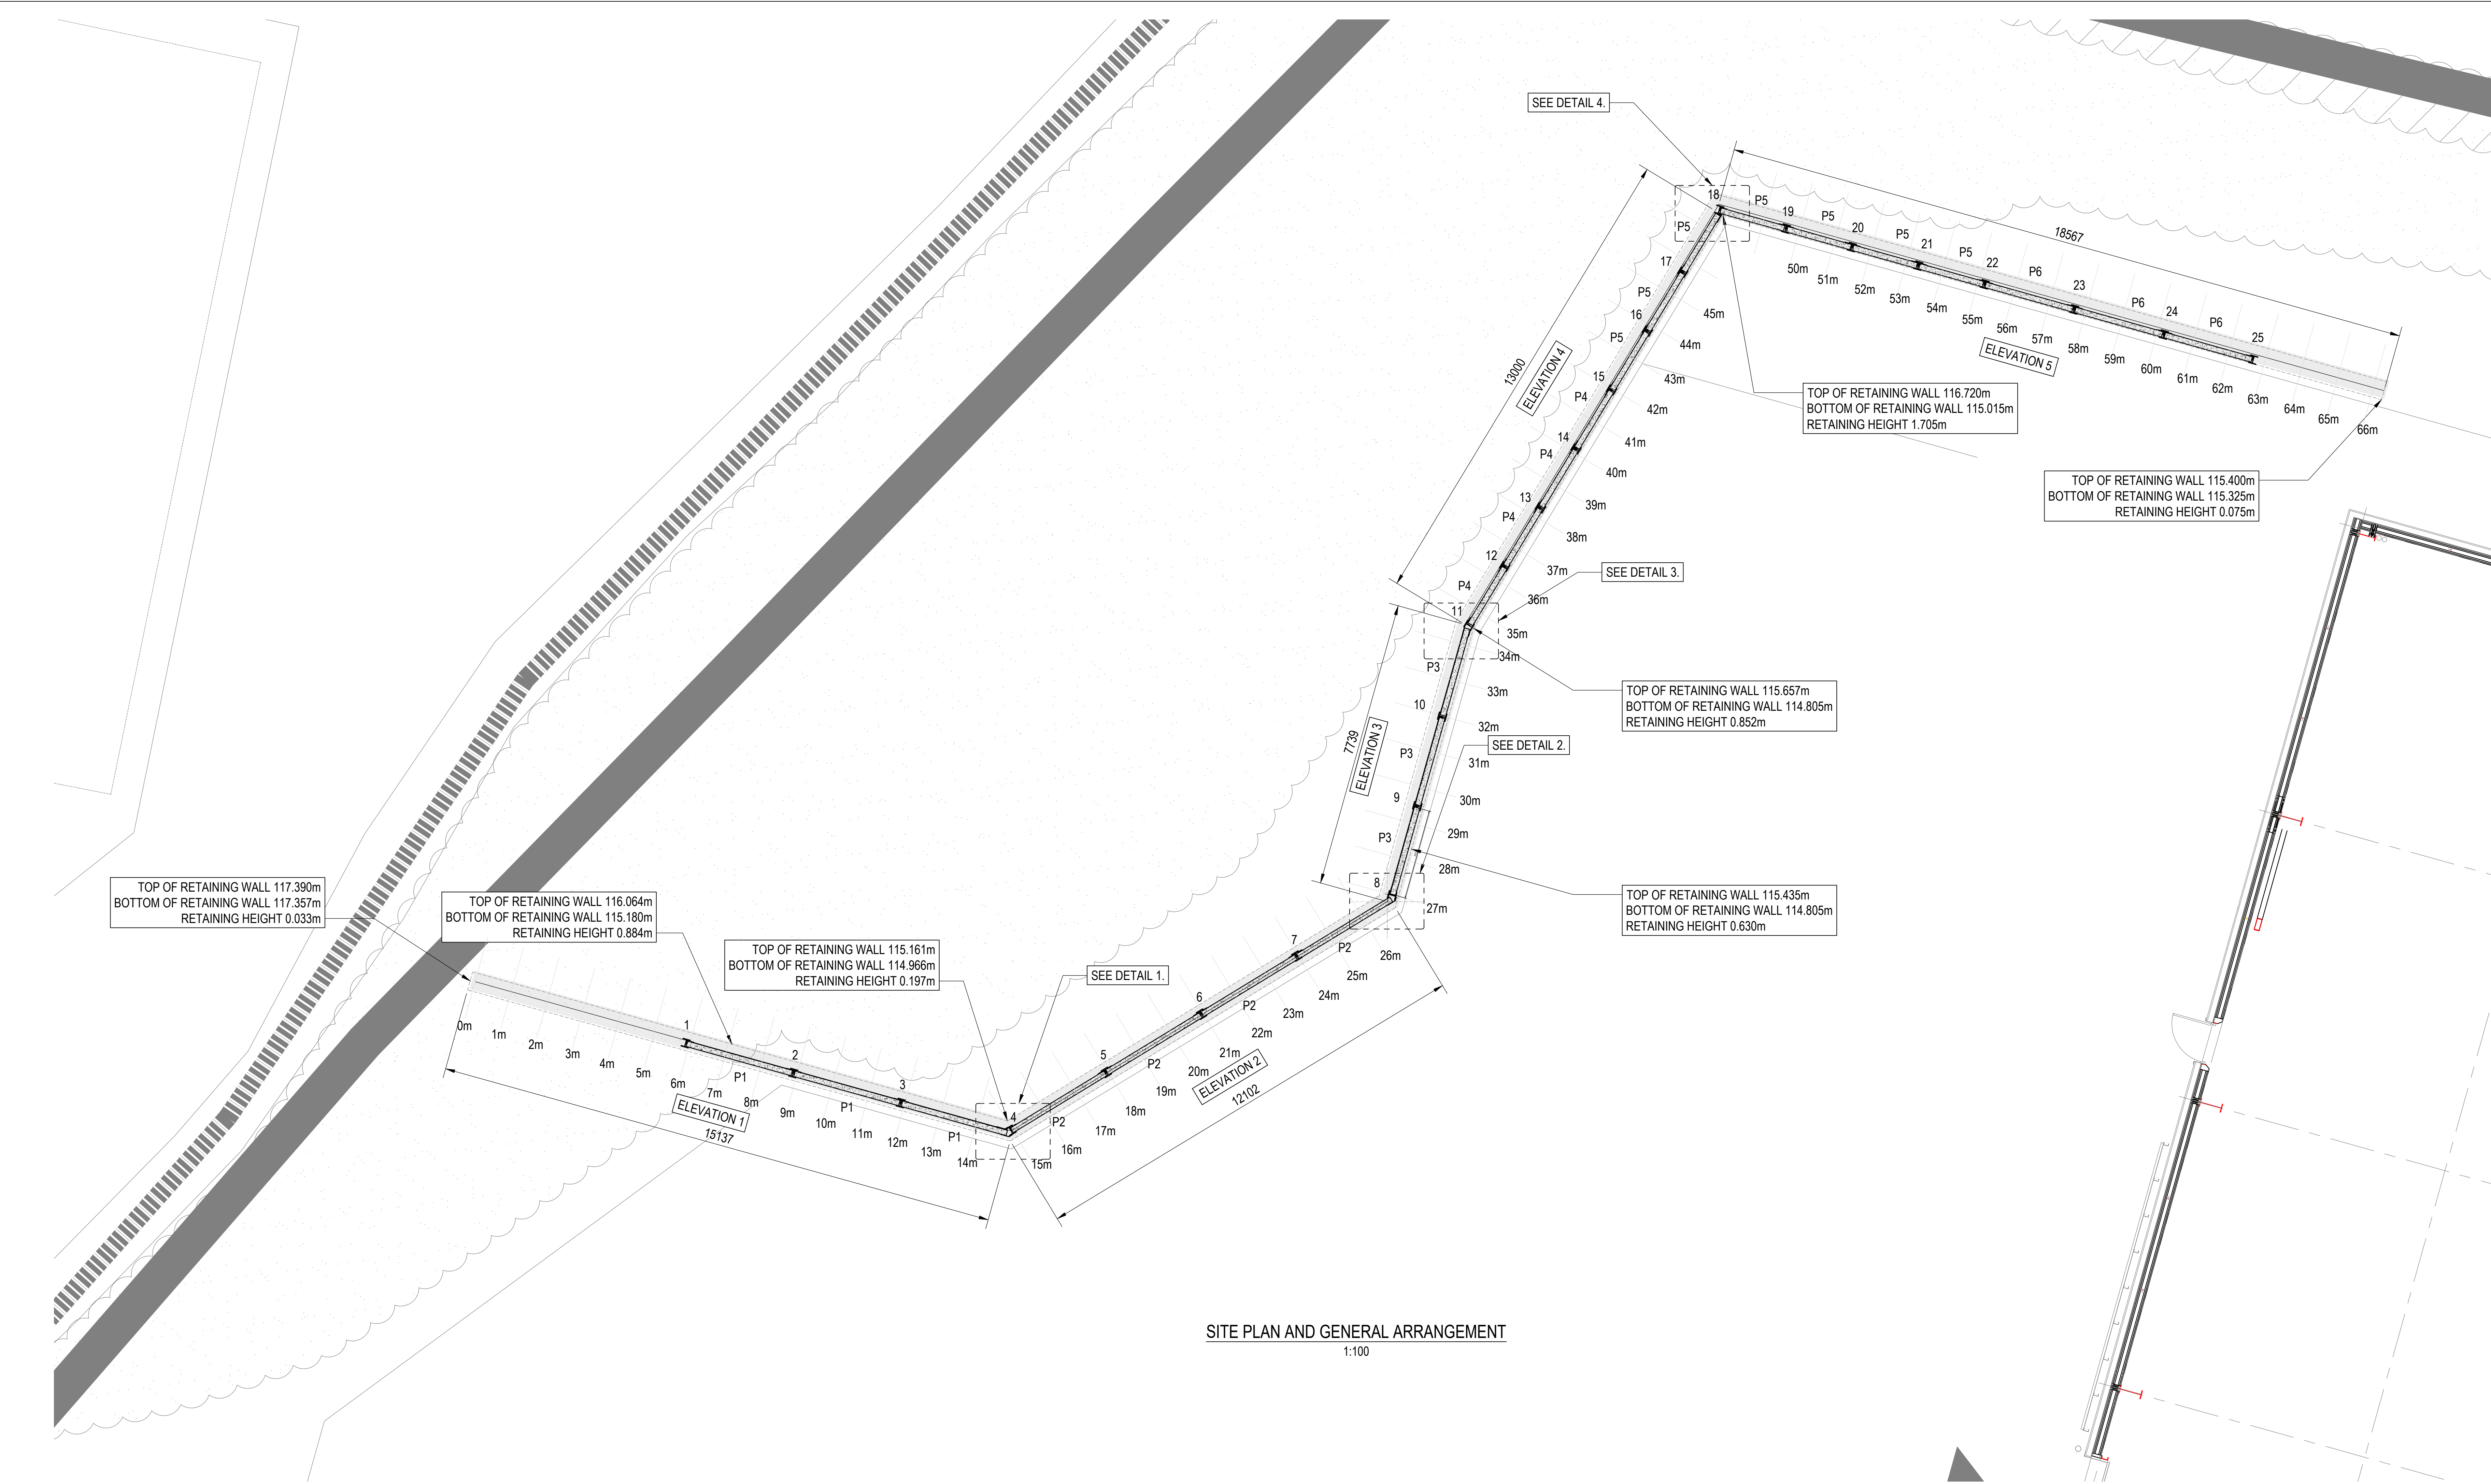 SEE DETAIL 4.
18
P5
19
P5
20
P5
21
P5
22
P6
23
P6
24
P6
25
18567
P5
17
P5
16
P5
15
P4
14
P4
13
P4
12
P4
11
13000
ELEVATION 4
50m
51m
52m
53m
54m
55m
56m
57m
58m
59m
60m
61m
62m
63m
64m
65m
66m
ELEVATION 5
45m
44m
43m
42m
41m
40m
39m
38m
37m
36m
35m
34m
TOP OF RETAINING WALL 116.720m
BOTTOM OF RETAINING WALL 115.015m
RETAINING HEIGHT 1.705m
TOP OF RETAINING WALL 115.400m
BOTTOM OF RETAINING WALL 115.325m
RETAINING HEIGHT 0.075m
SEE DETAIL 3.
P3
10
P3
9
P3
8
7739
ELEVATION 3
33m
32m
31m
30m
29m
28m
27m
TOP OF RETAINING WALL 115.657m
BOTTOM OF RETAINING WALL 114.805m
RETAINING HEIGHT 0.852m
SEE DETAIL 2.
TOP OF RETAINING WALL 115.435m
BOTTOM OF RETAINING WALL 114.805m
RETAINING HEIGHT 0.630m
TOP OF RETAINING WALL 117.390m
BOTTOM OF RETAINING WALL 117.357m
RETAINING HEIGHT 0.033m
TOP OF RETAINING WALL 116.064m
BOTTOM OF RETAINING WALL 115.180m
RETAINING HEIGHT 0.884m
TOP OF RETAINING WALL 115.161m
BOTTOM OF RETAINING WALL 114.966m
RETAINING HEIGHT 0.197m
SEE DETAIL 1.
0m
1m
2m
3m
4m
5m
6m
7m
8m
9m
10m
11m
12m
13m
14m
15m
1
P1
2
P1
3
P1
4
ELEVATION 1
15137
P2
5
P2
6
P2
7
P2
16m
17m
18m
19m
20m
21m
22m
23m
24m
25m
26m
ELEVATION 2
12102
SITE PLAN AND GENERAL ARRANGEMENT
1:100